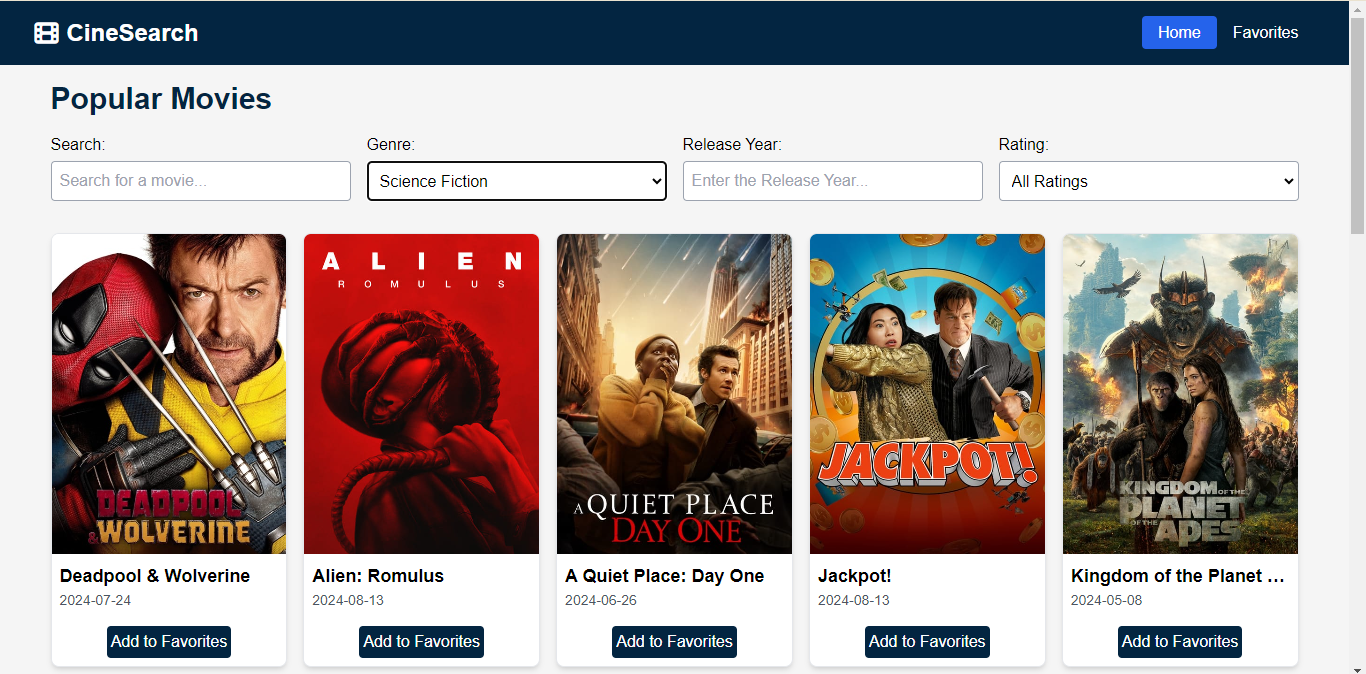 CineSearch
Home
Favorites
Popular Movies
Search:
Genre:
Release Year:
Rating:
Search for a movie...
Science Fiction
Enter the Release Year...
All Ratings
DEADPOOL
& WOLVERINE
ALIEN
ROMULUS
A QUIET PLACE
DAY ONE
JACKPOT!
KINGDOM OF THE
PLANET
OF THE APES
Deadpool & Wolverine
2024-07-24
Add to Favorites
Alien: Romulus
2024-08-13
Add to Favorites
A Quiet Place: Day One
2024-06-26
Add to Favorites
Jackpot!
2024-08-13
Add to Favorites
Kingdom of the Planet ...
2024-05-08
Add to Favorites